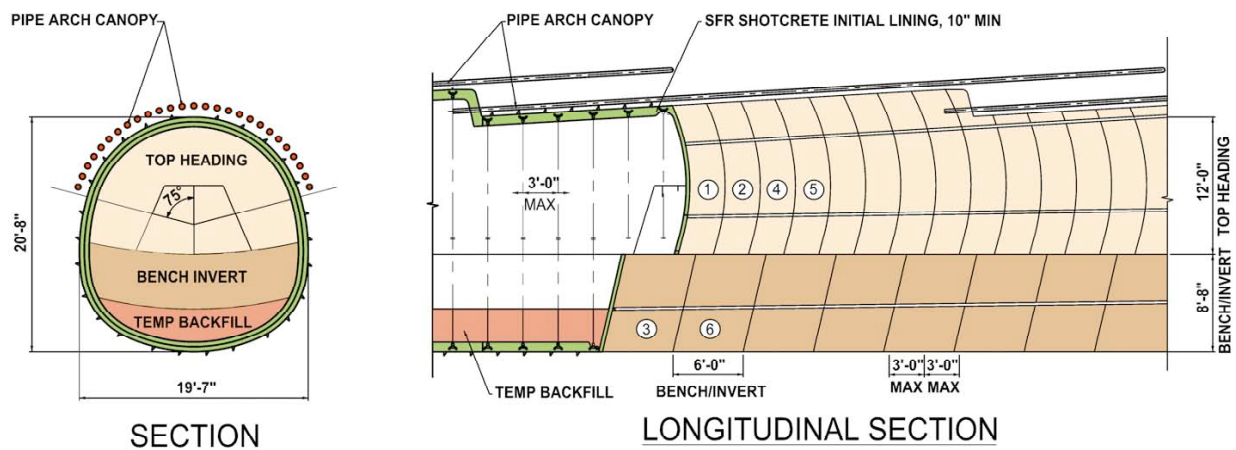 PIPE ARCH CANOPY
TOP HEADING
75°
20'-8"
BENCH INVERT
TEMP BACKFILL
19'-7"
SECTION
PIPE ARCH CANOPY
SFR SHOTCRETE INITIAL LINING, 10" MIN
3'-0"
MAX
1
2
4
5
12'-0"
TOP HEADING
3
6
8'-8"
BENCH/INVERT
6'-0"
3'-0" 3'-0"
TEMP BACKFILL
BENCH/INVERT
MAX MAX
LONGITUDINAL SECTION